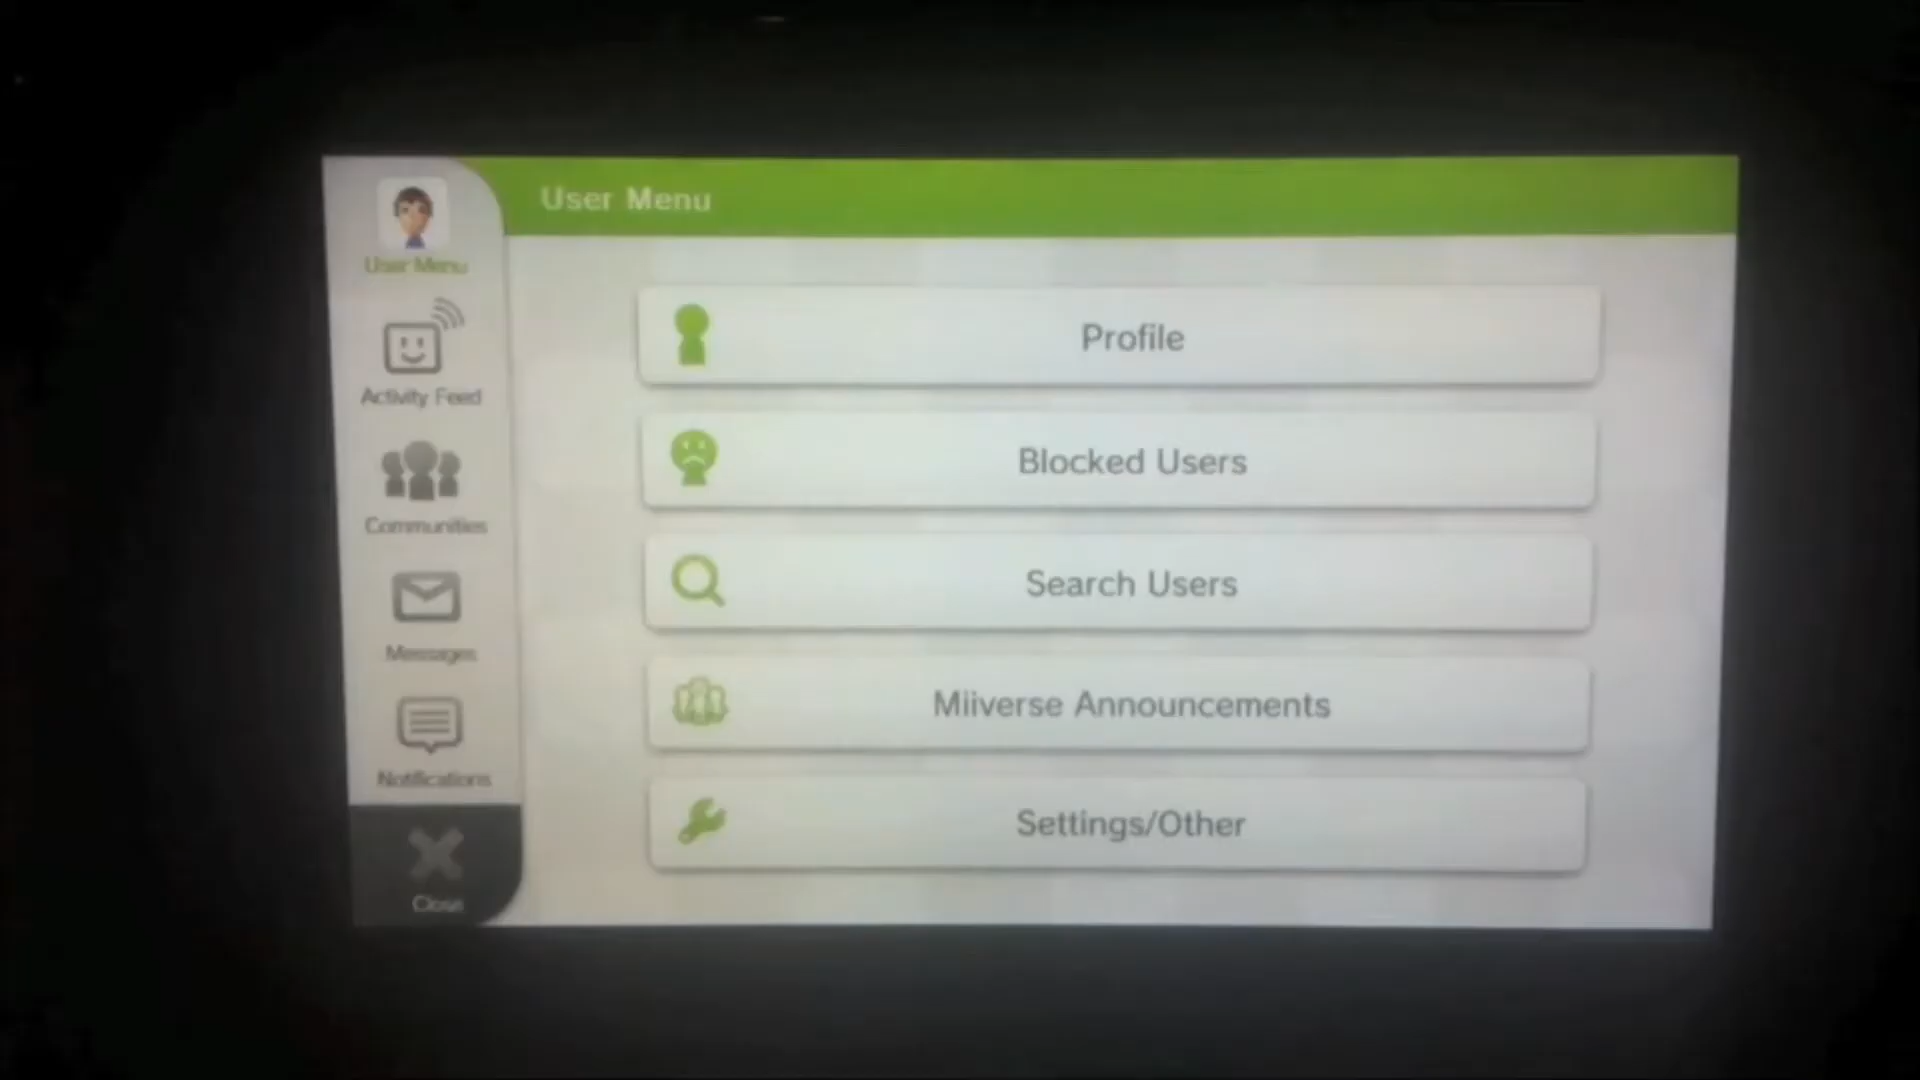 User Menu
User Menu
Activity Feed
Communities
Messages
Notifications
Close
Profile
Blocked Users
Search Users
Miiverse Announcements
Settings/Other